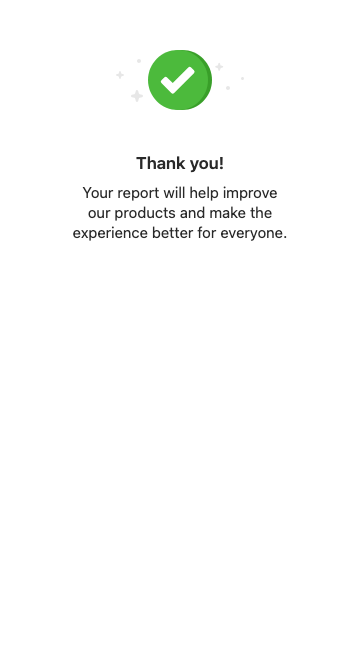 Thank you!
Your report will help improve
our products and make the
experience better for everyone.